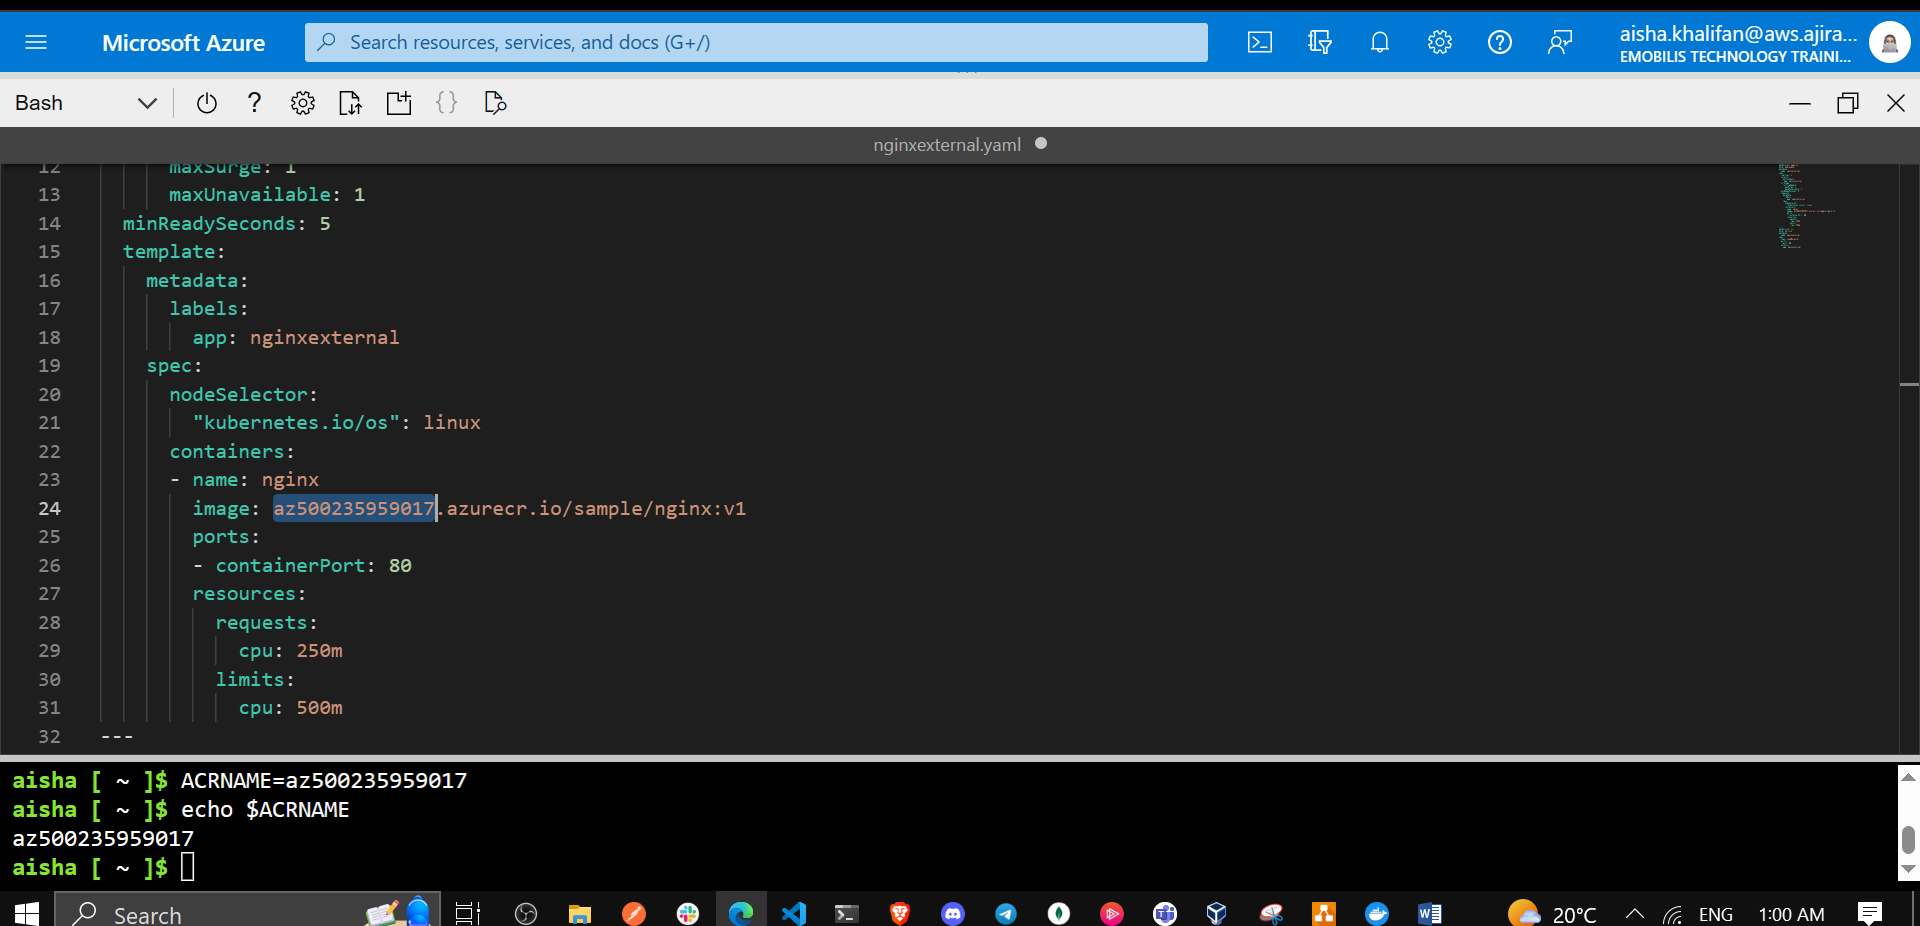 Microsoft Azure
Search resources, services, and docs (G+/)
aisha.khalifan@aws.ajira...
EMOBILIS TECHNOLOGY TRAINI...
Bash
nginxexternal.yaml
12 maxSurge: 1
13 maxUnavailable: 1
14 minReadySeconds: 5
15 template:
16 metadata:
17 labels:
18 app: nginxexternal
19 spec:
20 nodeSelector:
21 "kubernetes.io/os": linux
22 containers:
23 - name: nginx
24 image: az500235959017.azurecr.io/sample/nginx:v1
25 ports:
26 - containerPort: 80
27 resources:
28 requests:
29 cpu: 250m
30 limits:
31 cpu: 500m
32 ---
aisha [ ~ ]$ ACRNAME=az500235959017
aisha [ ~ ]$ echo $ACRNAME
az500235959017
aisha [ ~ ]$
Search
20°C
ENG
1:00 AM